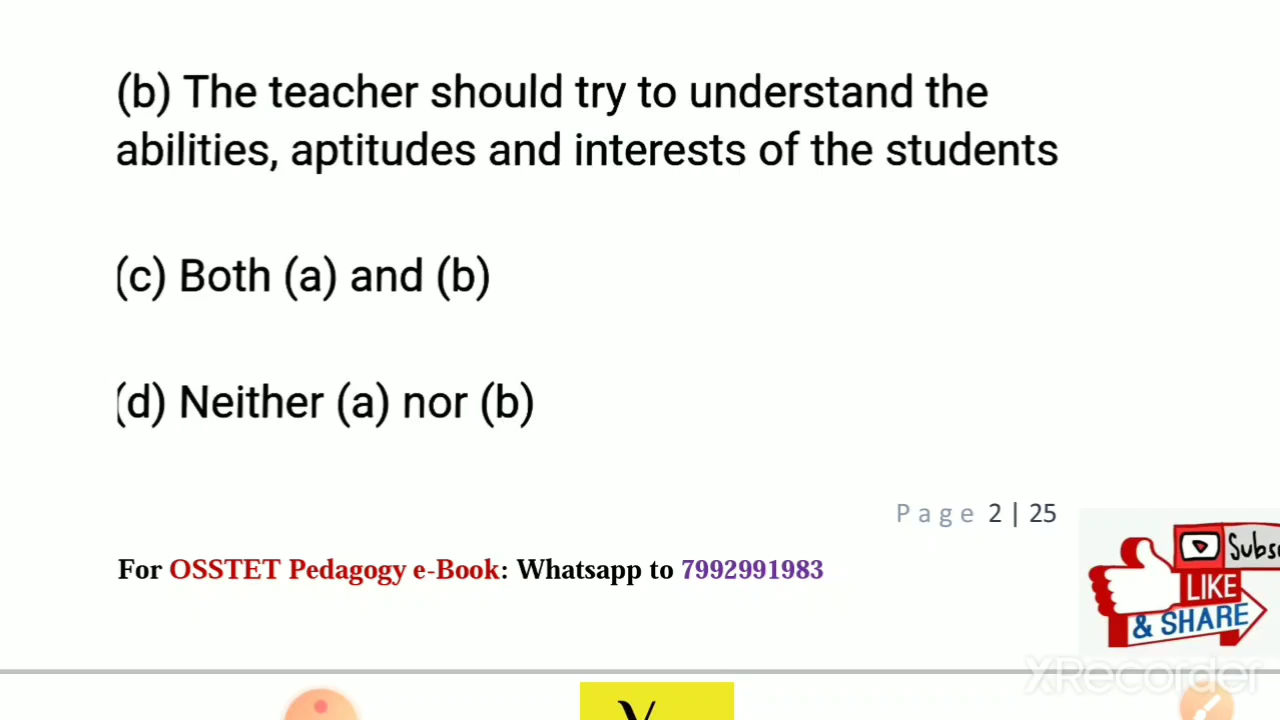 (b) The teacher should try to understand the
abilities, aptitudes and interests of the students
(c) Both (a) and (b)
(d) Neither (a) nor (b)
Page 2 | 25
For OSSTET Pedagogy e-Book: Whatsapp to 7992991983
LIKE
& SHARE
XRecorder